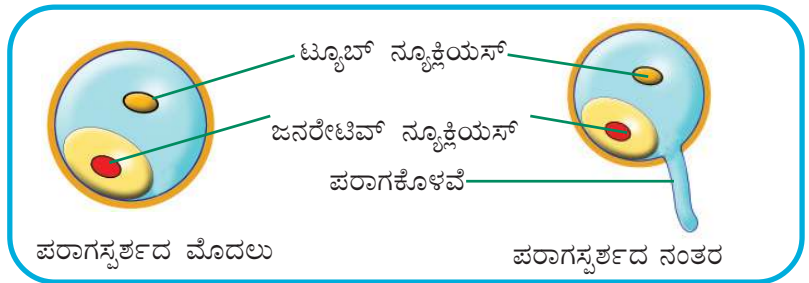 ಟ್ಯೂಬ್ ನ್ಯೂಕ್ಲಿಯಸ್
ಜನರೇಟಿವ್ ನ್ಯೂಕ್ಲಿಯಸ್
ಪರಾಗಕೊಳವೆ
ಪರಾಗಸ್ಪರ್ಶದ ಮೊದಲು
ಪರಾಗಸ್ಪರ್ಶದ ನಂತರ